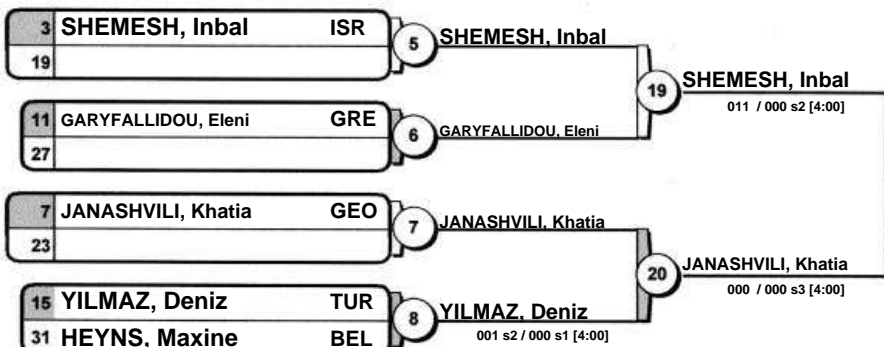 3 SHEMESH, Inbal ISR
19
5 SHEMESH, Inbal
19 SHEMESH, Inbal
011 / 000 s2 [4:00]
11 GARYFALLIDOU, Eleni GRE
27
6 GARYFALLIDOU, Eleni
7 JANASHVILI, Khatia GEO
23
7 JANASHVILI, Khatia
20 JANASHVILI, Khatia
000 / 000 s3 [4:00]
15 YILMAZ, Deniz TUR
31 HEYNS, Maxine BEL
8 YILMAZ, Deniz
001 s2 / 000 s1 [4:00]